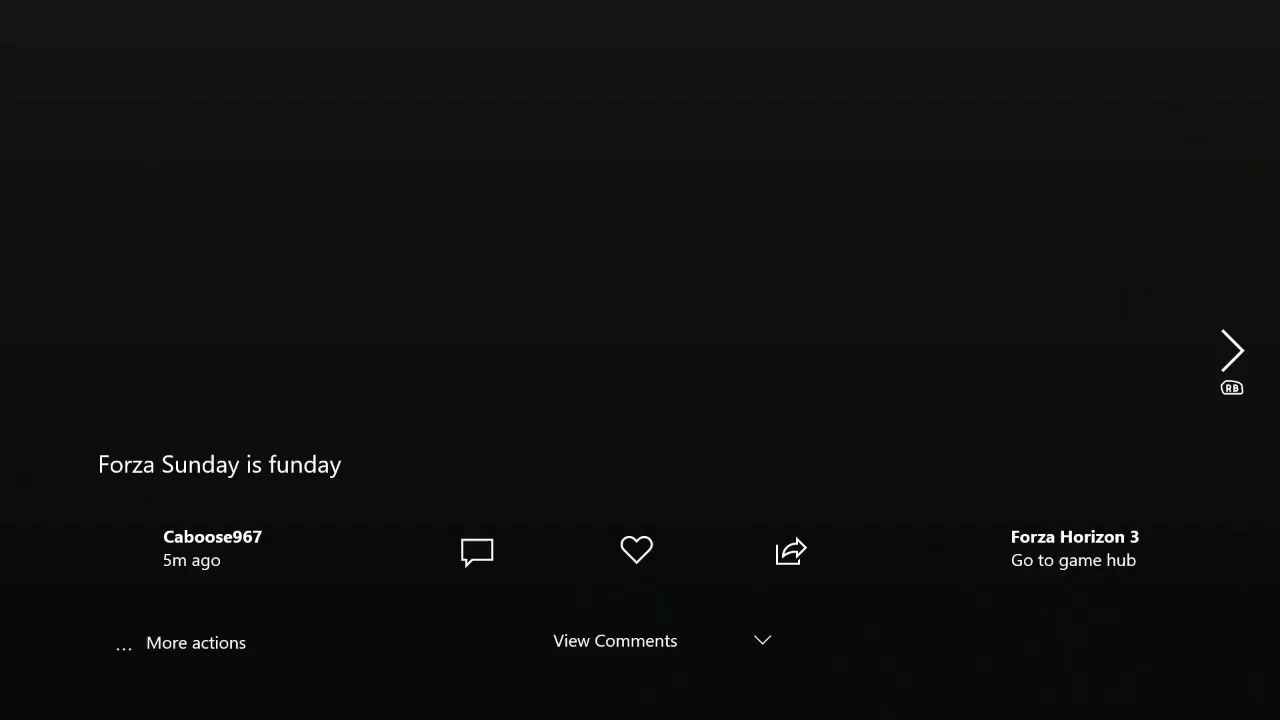 RB
Forza Sunday is funday
Caboose967
5m ago
Forza Horizon 3
Go to game hub
... More actions
View Comments